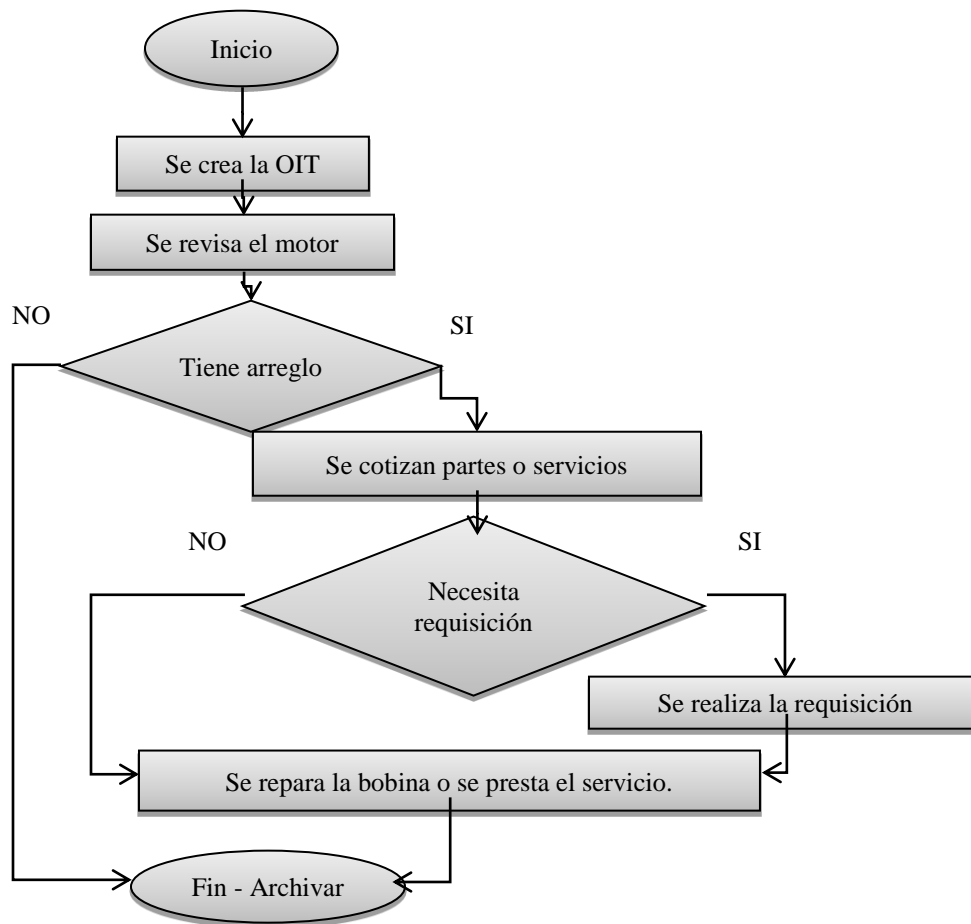 Inicio
Se crea la OIT
Se revisa el motor
NO
SI
Tiene arreglo
Se cotizan partes o servicios
NO
SI
Necesita
requisición
Se realiza la requisición
Se repara la bobina o se presta el servicio.
Fin - Archivar